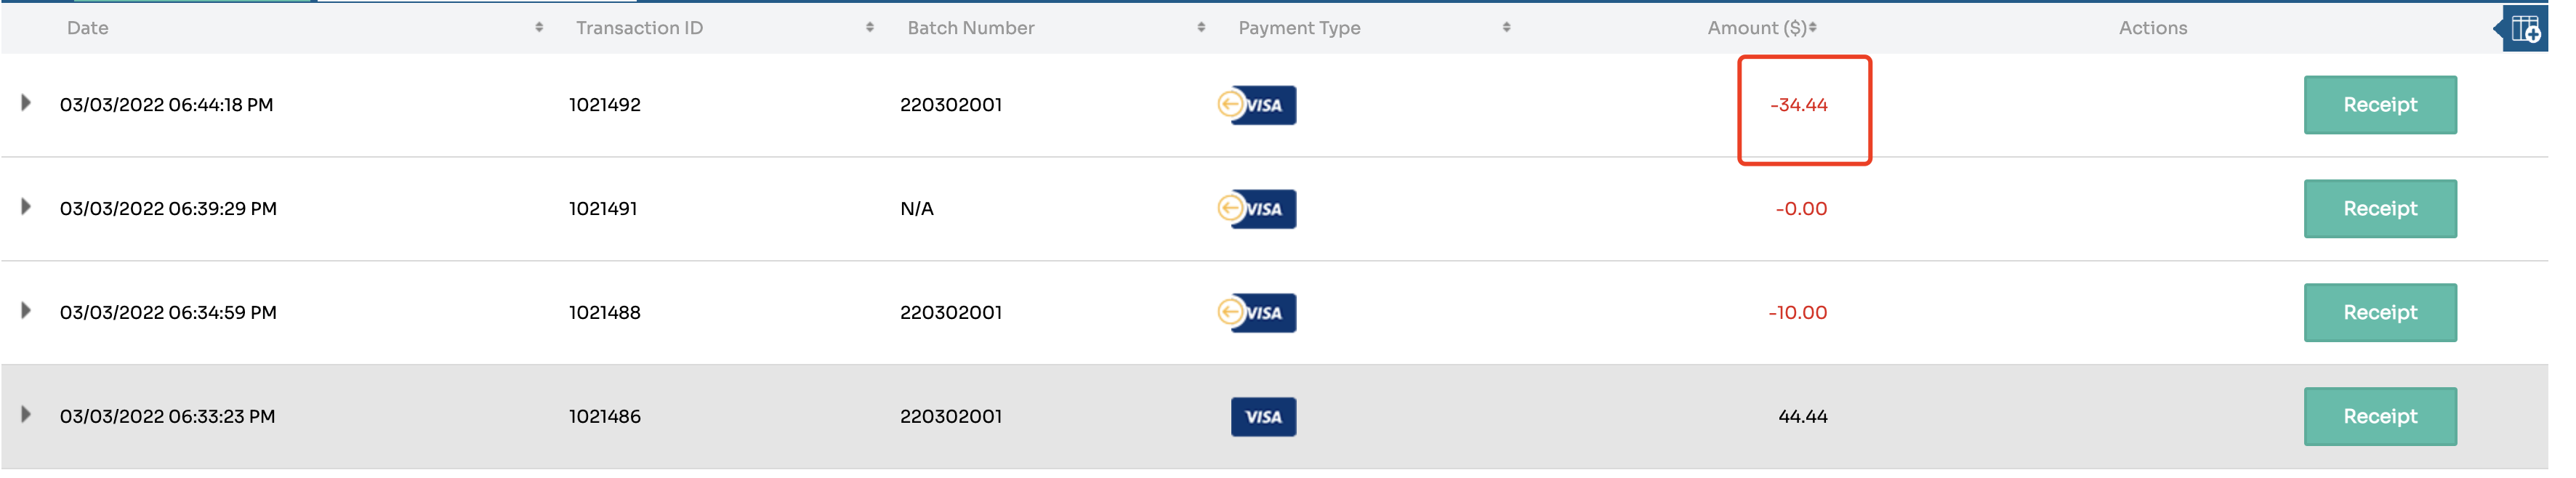 Date Transaction ID Batch Number Payment Type Amount ($) Actions
03/03/2022 06:44:18 PM 1021492 220302001 VISA -34.44 Receipt
03/03/2022 06:39:29 PM 1021491 N/A VISA -0.00 Receipt
03/03/2022 06:34:59 PM 1021488 220302001 VISA -10.00 Receipt
03/03/2022 06:33:23 PM 1021486 220302001 VISA 44.44 Receipt